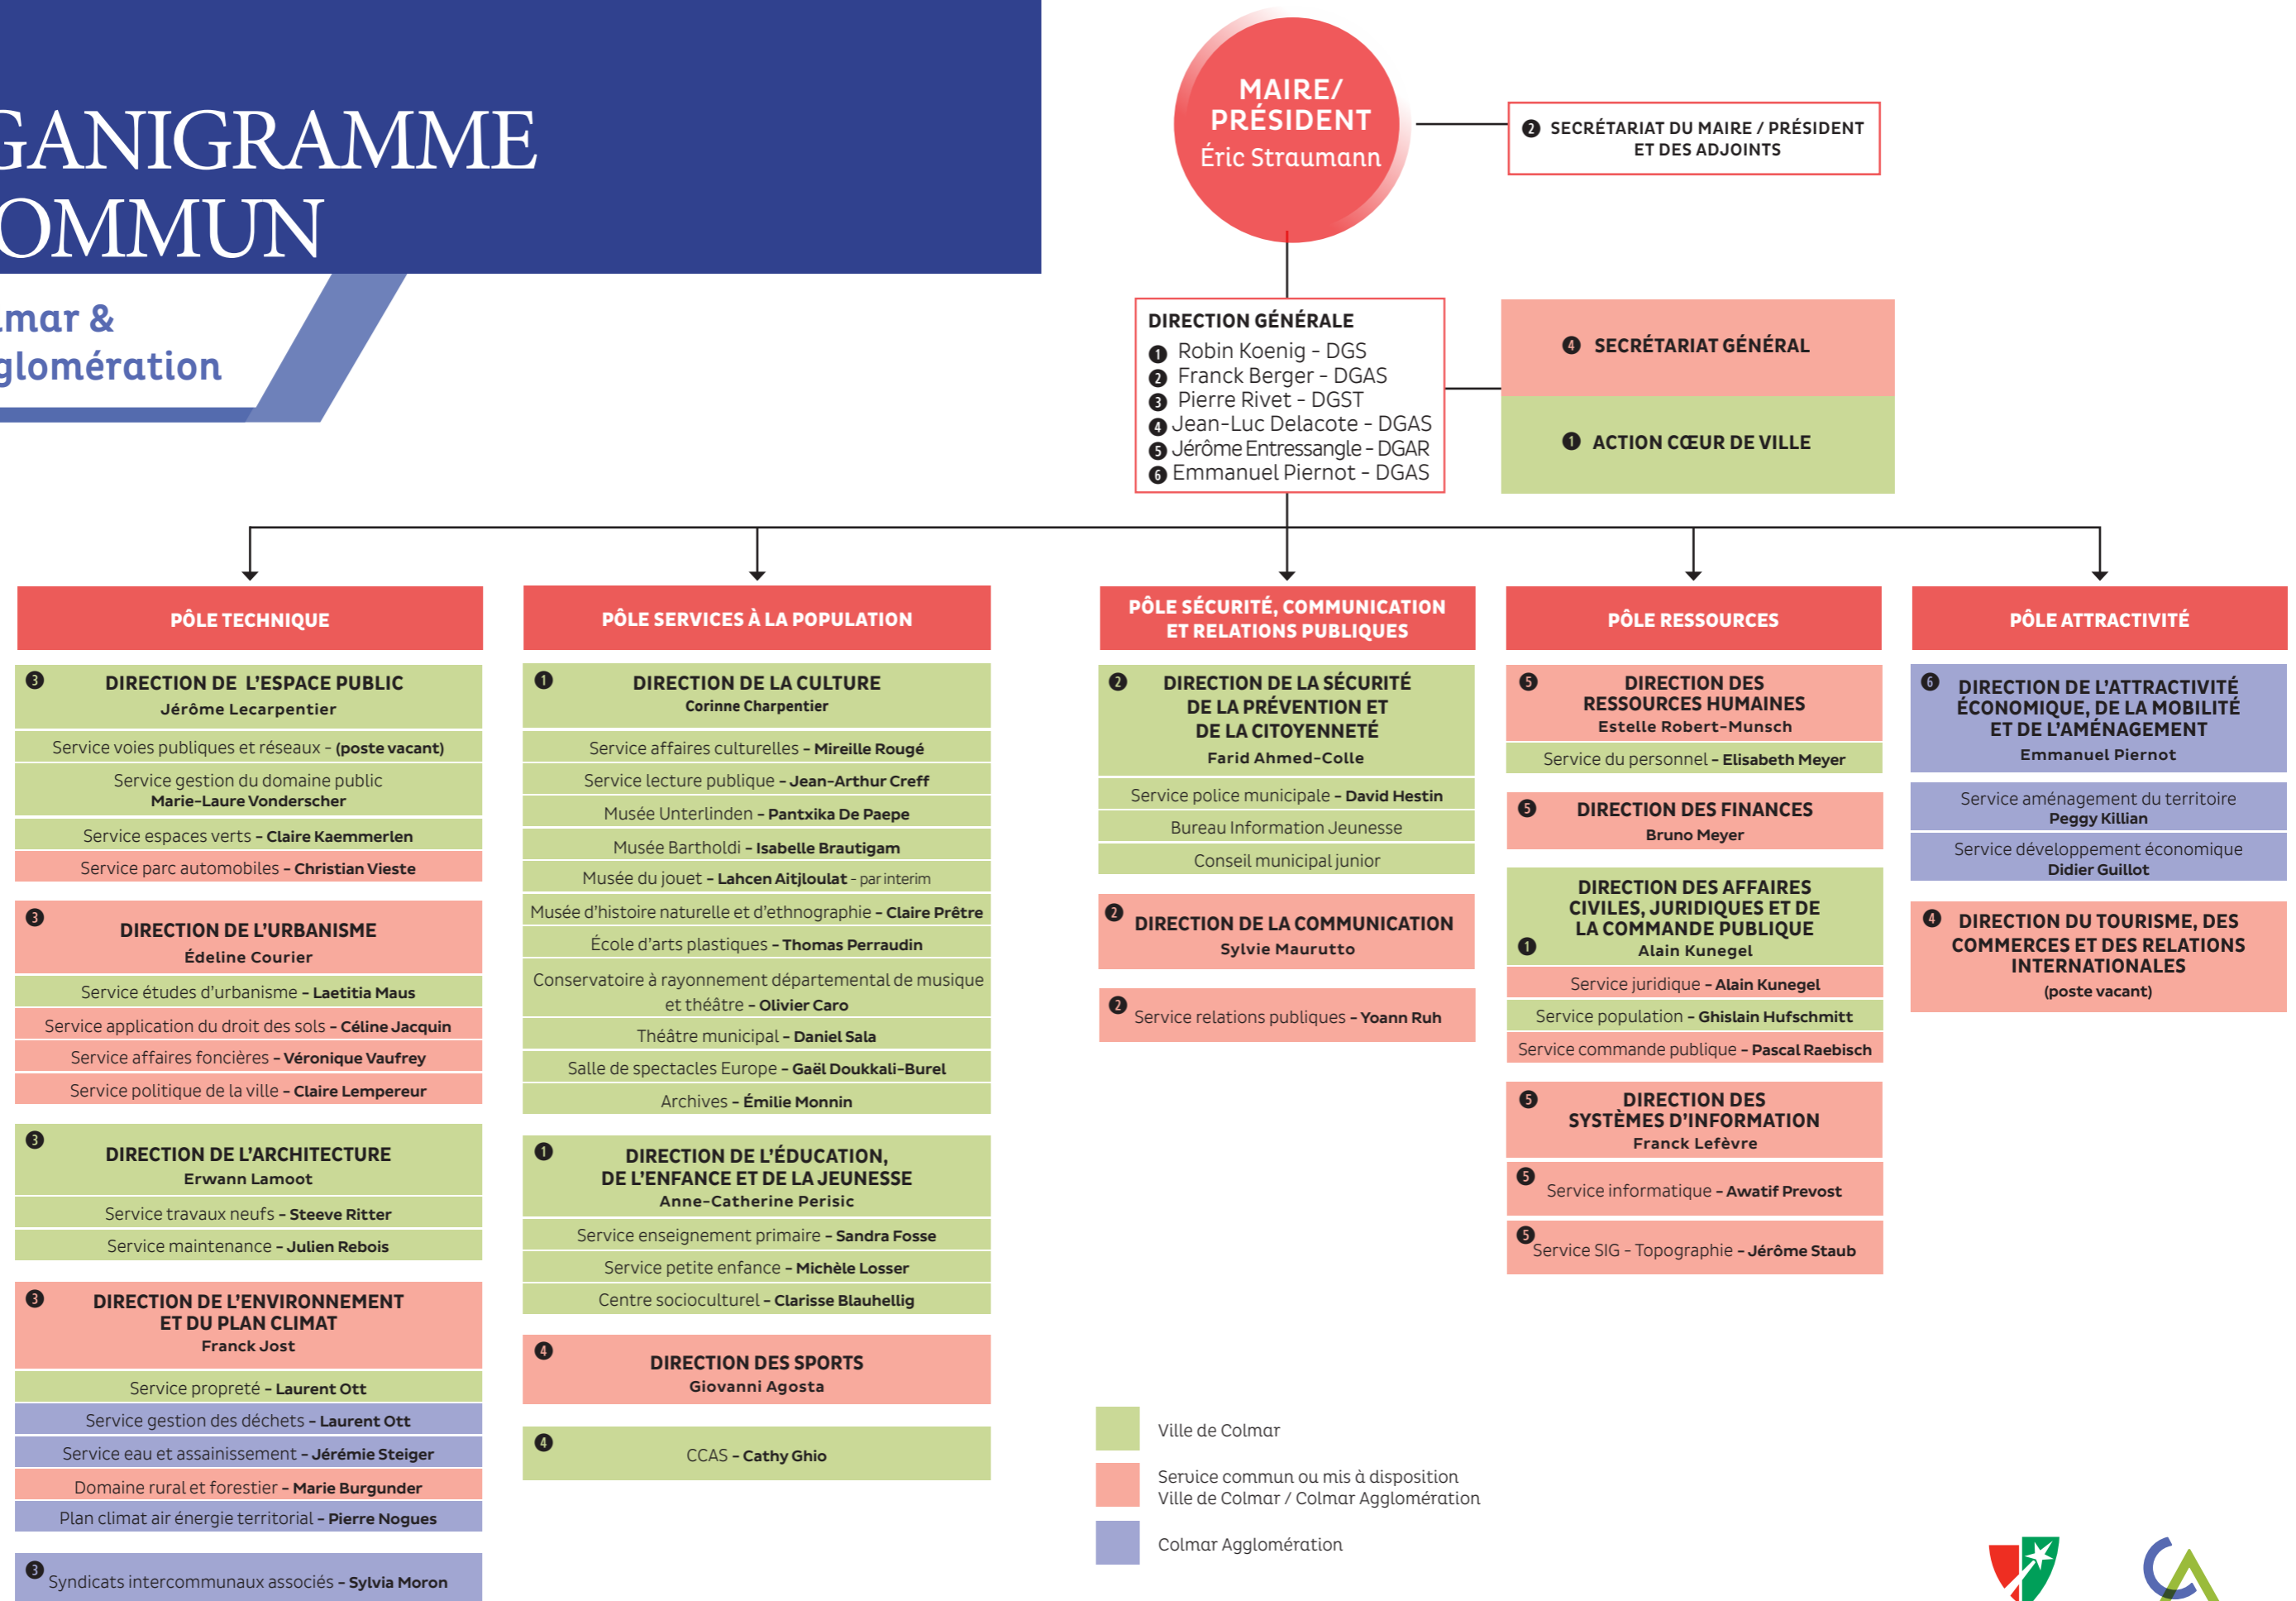 GANIGRAMME
OMMUN
lmar &
glomération
MAIRE/
PRÉSIDENT
Éric Straumann
❷ SECRÉTARIAT DU MAIRE / PRÉSIDENT
ET DES ADJOINTS
DIRECTION GÉNÉRALE
❶ Robin Koenig - DGS
❷ Franck Berger - DGAS
❸ Pierre Rivet - DGST
❹ Jean-Luc Delacote - DGAS
❺ Jérôme Entressangle - DGAR
❻ Emmanuel Piernot - DGAS
❹ SECRÉTARIAT GÉNÉRAL
❶ ACTION CŒUR DE VILLE
PÔLE TECHNIQUE
❸ DIRECTION DE L'ESPACE PUBLIC
Jérôme Lecarpentier
Service voies publiques et réseaux - (poste vacant)
Service gestion du domaine public
Marie-Laure Vonderscher
Service espaces verts - Claire Kaemmerlen
Service parc automobiles - Christian Vieste
❸ DIRECTION DE L'URBANISME
Édeline Courier
Service études d'urbanisme - Laetitia Maus
Service application du droit des sols - Céline Jacquin
Service affaires foncières - Véronique Vaufrey
Service politique de la ville - Claire Lempereur
❸ DIRECTION DE L'ARCHITECTURE
Erwann Lamoot
Service travaux neufs - Steeve Ritter
Service maintenance - Julien Rebois
❸ DIRECTION DE L'ENVIRONNEMENT
ET DU PLAN CLIMAT
Franck Jost
Service propreté - Laurent Ott
Service gestion des déchets - Laurent Ott
Service eau et assainissement - Jérémie Steiger
Domaine rural et forestier - Marie Burgunder
Plan climat air énergie territorial - Pierre Nogues
❸ Syndicats intercommunaux associés - Sylvia Moron
PÔLE SERVICES À LA POPULATION
❶ DIRECTION DE LA CULTURE
Corinne Charpentier
Service affaires culturelles - Mireille Rougé
Service lecture publique - Jean-Arthur Creff
Musée Unterlinden - Pantxika De Paepe
Musée Bartholdi - Isabelle Brautigam
Musée du jouet - Lahcen Aitjloulat - par interim
Musée d'histoire naturelle et d'ethnographie - Claire Prêtre
École d'arts plastiques - Thomas Perraudin
Conservatoire à rayonnement départemental de musique
et théâtre - Olivier Caro
Théâtre municipal - Daniel Sala
Salle de spectacles Europe - Gaël Doukkali-Burel
Archives - Émilie Monnin
❶ DIRECTION DE L'ÉDUCATION,
DE L'ENFANCE ET DE LA JEUNESSE
Anne-Catherine Perisic
Service enseignement primaire - Sandra Fosse
Service petite enfance - Michèle Losser
Centre socioculturel - Clarisse Blauhellig
❹ DIRECTION DES SPORTS
Giovanni Agosta
❹ CCAS - Cathy Ghio
PÔLE SÉCURITÉ, COMMUNICATION
ET RELATIONS PUBLIQUES
❷ DIRECTION DE LA SÉCURITÉ
DE LA PRÉVENTION ET
DE LA CITOYENNETÉ
Farid Ahmed-Colle
Service police municipale - David Hestin
Bureau Information Jeunesse
Conseil municipal junior
❷ DIRECTION DE LA COMMUNICATION
Sylvie Maurutto
❷ Service relations publiques - Yoann Ruh
PÔLE RESSOURCES
❺ DIRECTION DES
RESSOURCES HUMAINES
Estelle Robert-Munsch
Service du personnel - Elisabeth Meyer
❺ DIRECTION DES FINANCES
Bruno Meyer
DIRECTION DES AFFAIRES
CIVILES, JURIDIQUES ET DE
LA COMMANDE PUBLIQUE
❶ Alain Kunegel
Service juridique - Alain Kunegel
Service population - Ghislain Hufschmitt
Service commande publique - Pascal Raebisch
❺ DIRECTION DES
SYSTÈMES D'INFORMATION
Franck Lefèvre
❺ Service informatique - Awatif Prevost
❺ Service SIG - Topographie - Jérôme Staub
PÔLE ATTRACTIVITÉ
❻ DIRECTION DE L'ATTRACTIVITÉ
ÉCONOMIQUE, DE LA MOBILITÉ
ET DE L'AMÉNAGEMENT
Emmanuel Piernot
Service aménagement du territoire
Peggy Killian
Service développement économique
Didier Guillot
❹ DIRECTION DU TOURISME, DES
COMMERCES ET DES RELATIONS
INTERNATIONALES
(poste vacant)
Ville de Colmar
Service commun ou mis à disposition
Ville de Colmar / Colmar Agglomération
Colmar Agglomération